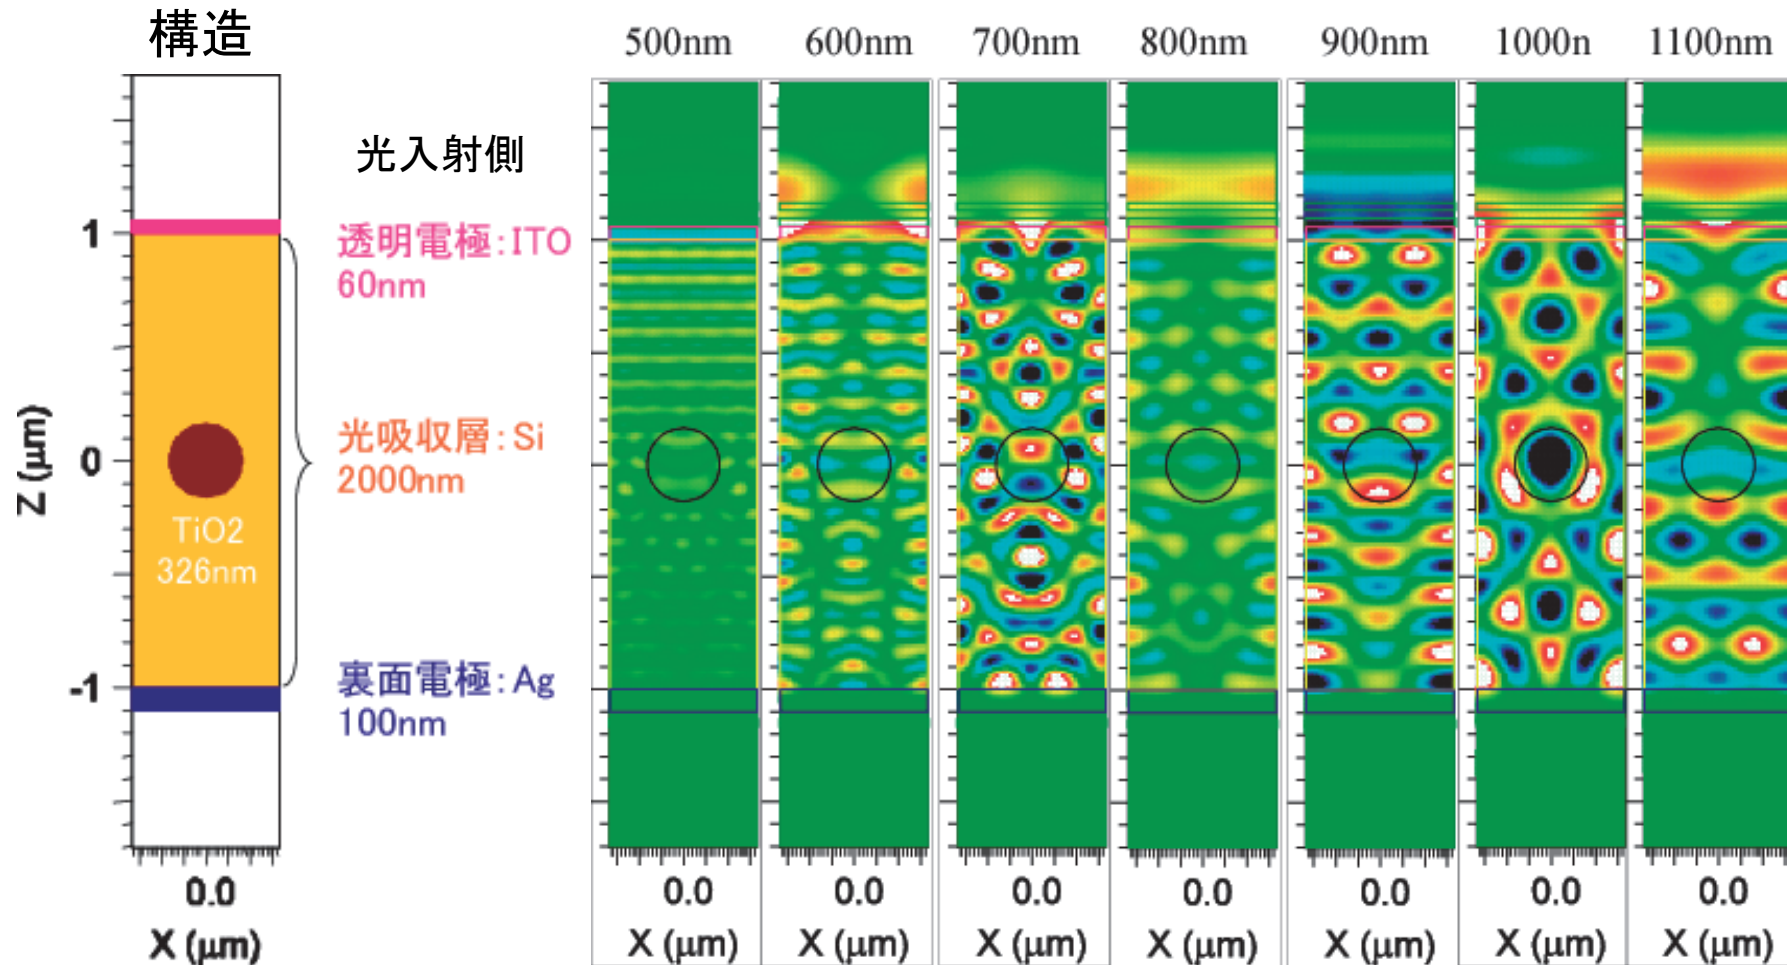 構造
500nm
600nm
700nm
800nm
900nm
1000n
1100nm
光入射側
透明電極:ITO
60nm
光吸収層:Si
2000nm
TiO2
326nm
裏面電極:Ag
100nm
Z (μm)
1
0
-1
0.0
X (μm)
0.0
X (μm)
0.0
X (μm)
0.0
X (μm)
0.0
X (μm)
0.0
X (μm)
0.0
X (μm)
0.0
X (μm)